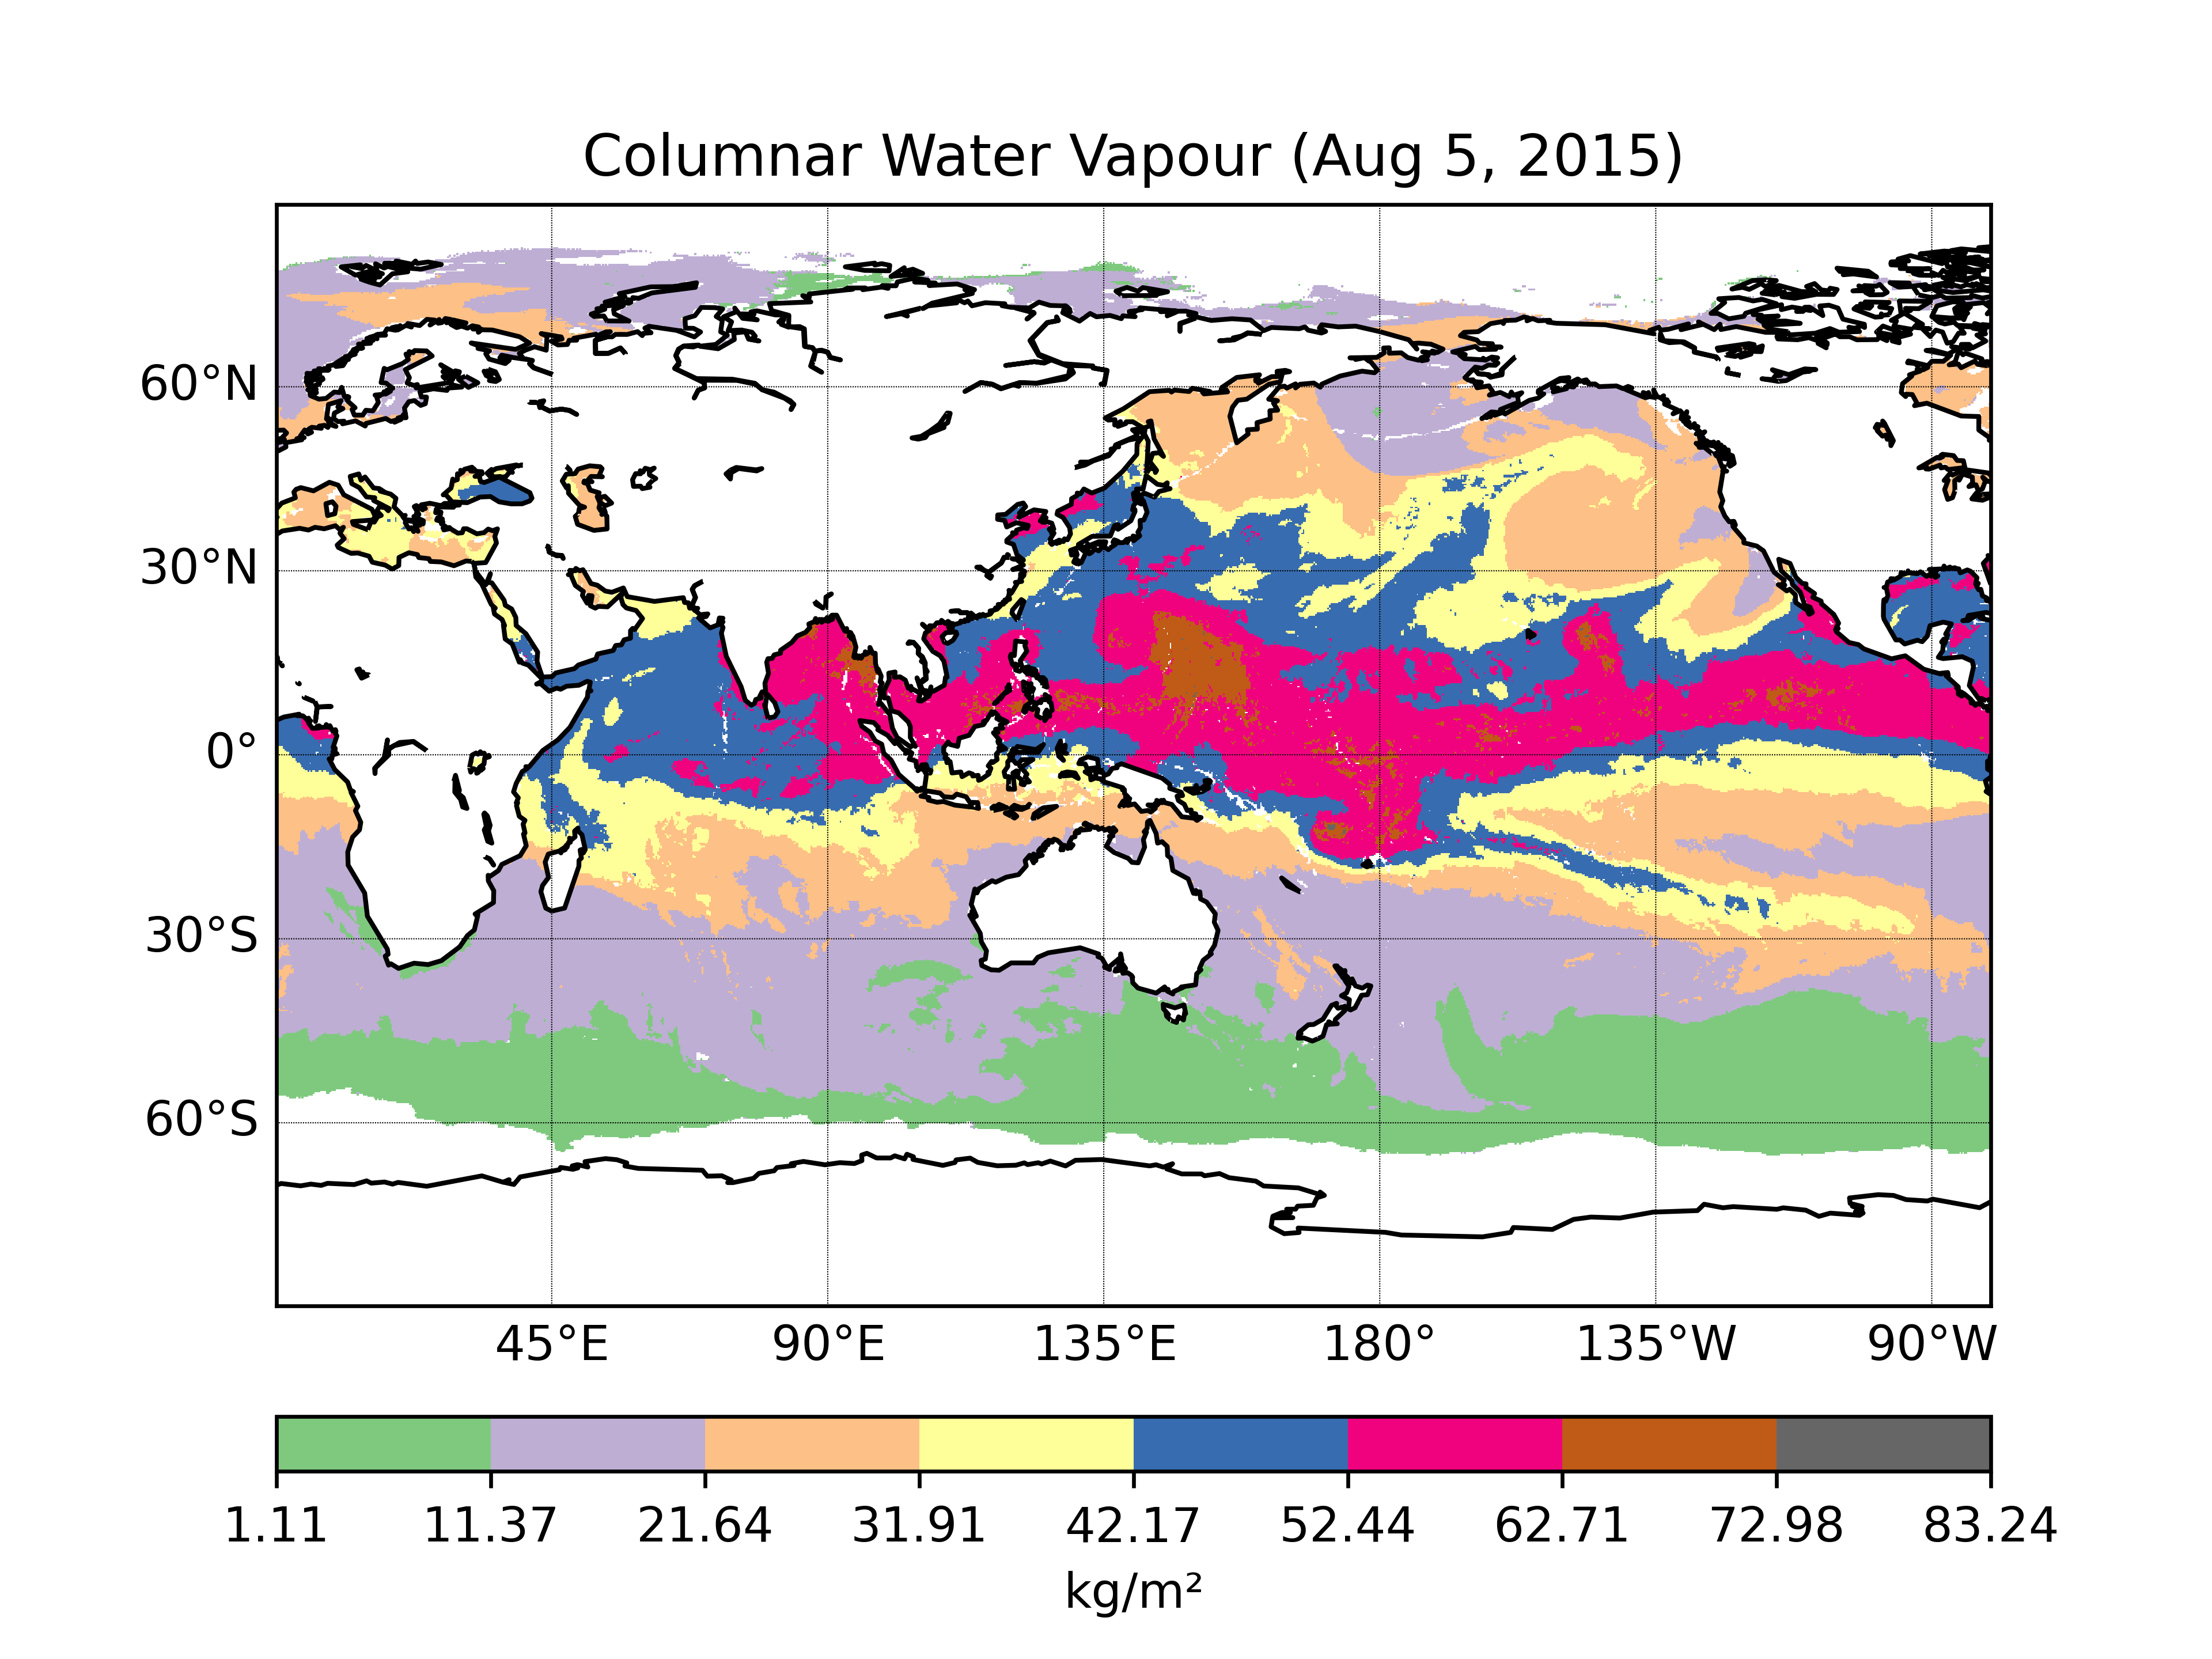 Columnar Water Vapour (Aug 5, 2015)
60°N
30°N
0°
30°S
60°S
45°E 90°E 135°E 180° 135°W 90°W
1.11 11.37 21.64 31.91 42.17 52.44 62.71 72.98 83.24
kg/m²